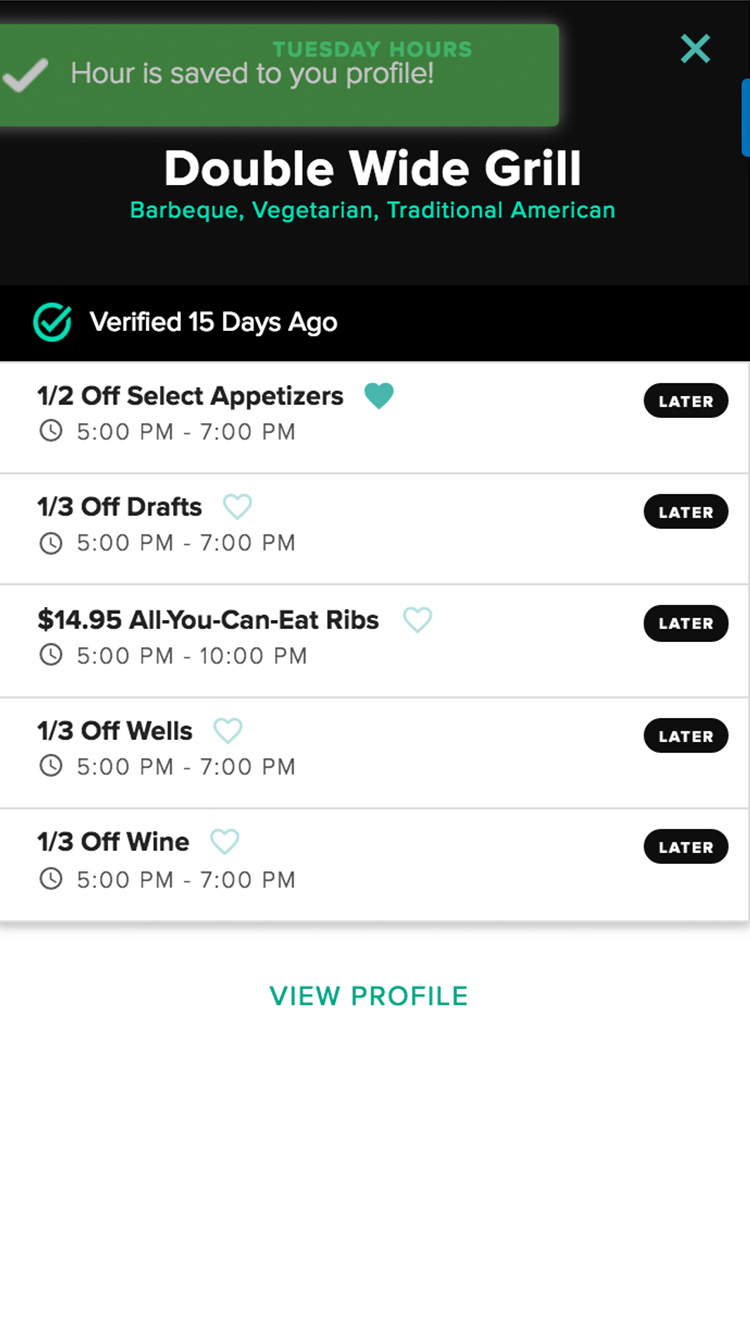 TUESDAY HOURS
Hour is saved to you profile!
Double Wide Grill
Barbeque, Vegetarian, Traditional American
Verified 15 Days Ago
1/2 Off Select Appetizers LATER
5:00 PM - 7:00 PM
1/3 Off Drafts LATER
5:00 PM - 7:00 PM
$14.95 All-You-Can-Eat Ribs LATER
5:00 PM - 10:00 PM
1/3 Off Wells LATER
5:00 PM - 7:00 PM
1/3 Off Wine LATER
5:00 PM - 7:00 PM
VIEW PROFILE